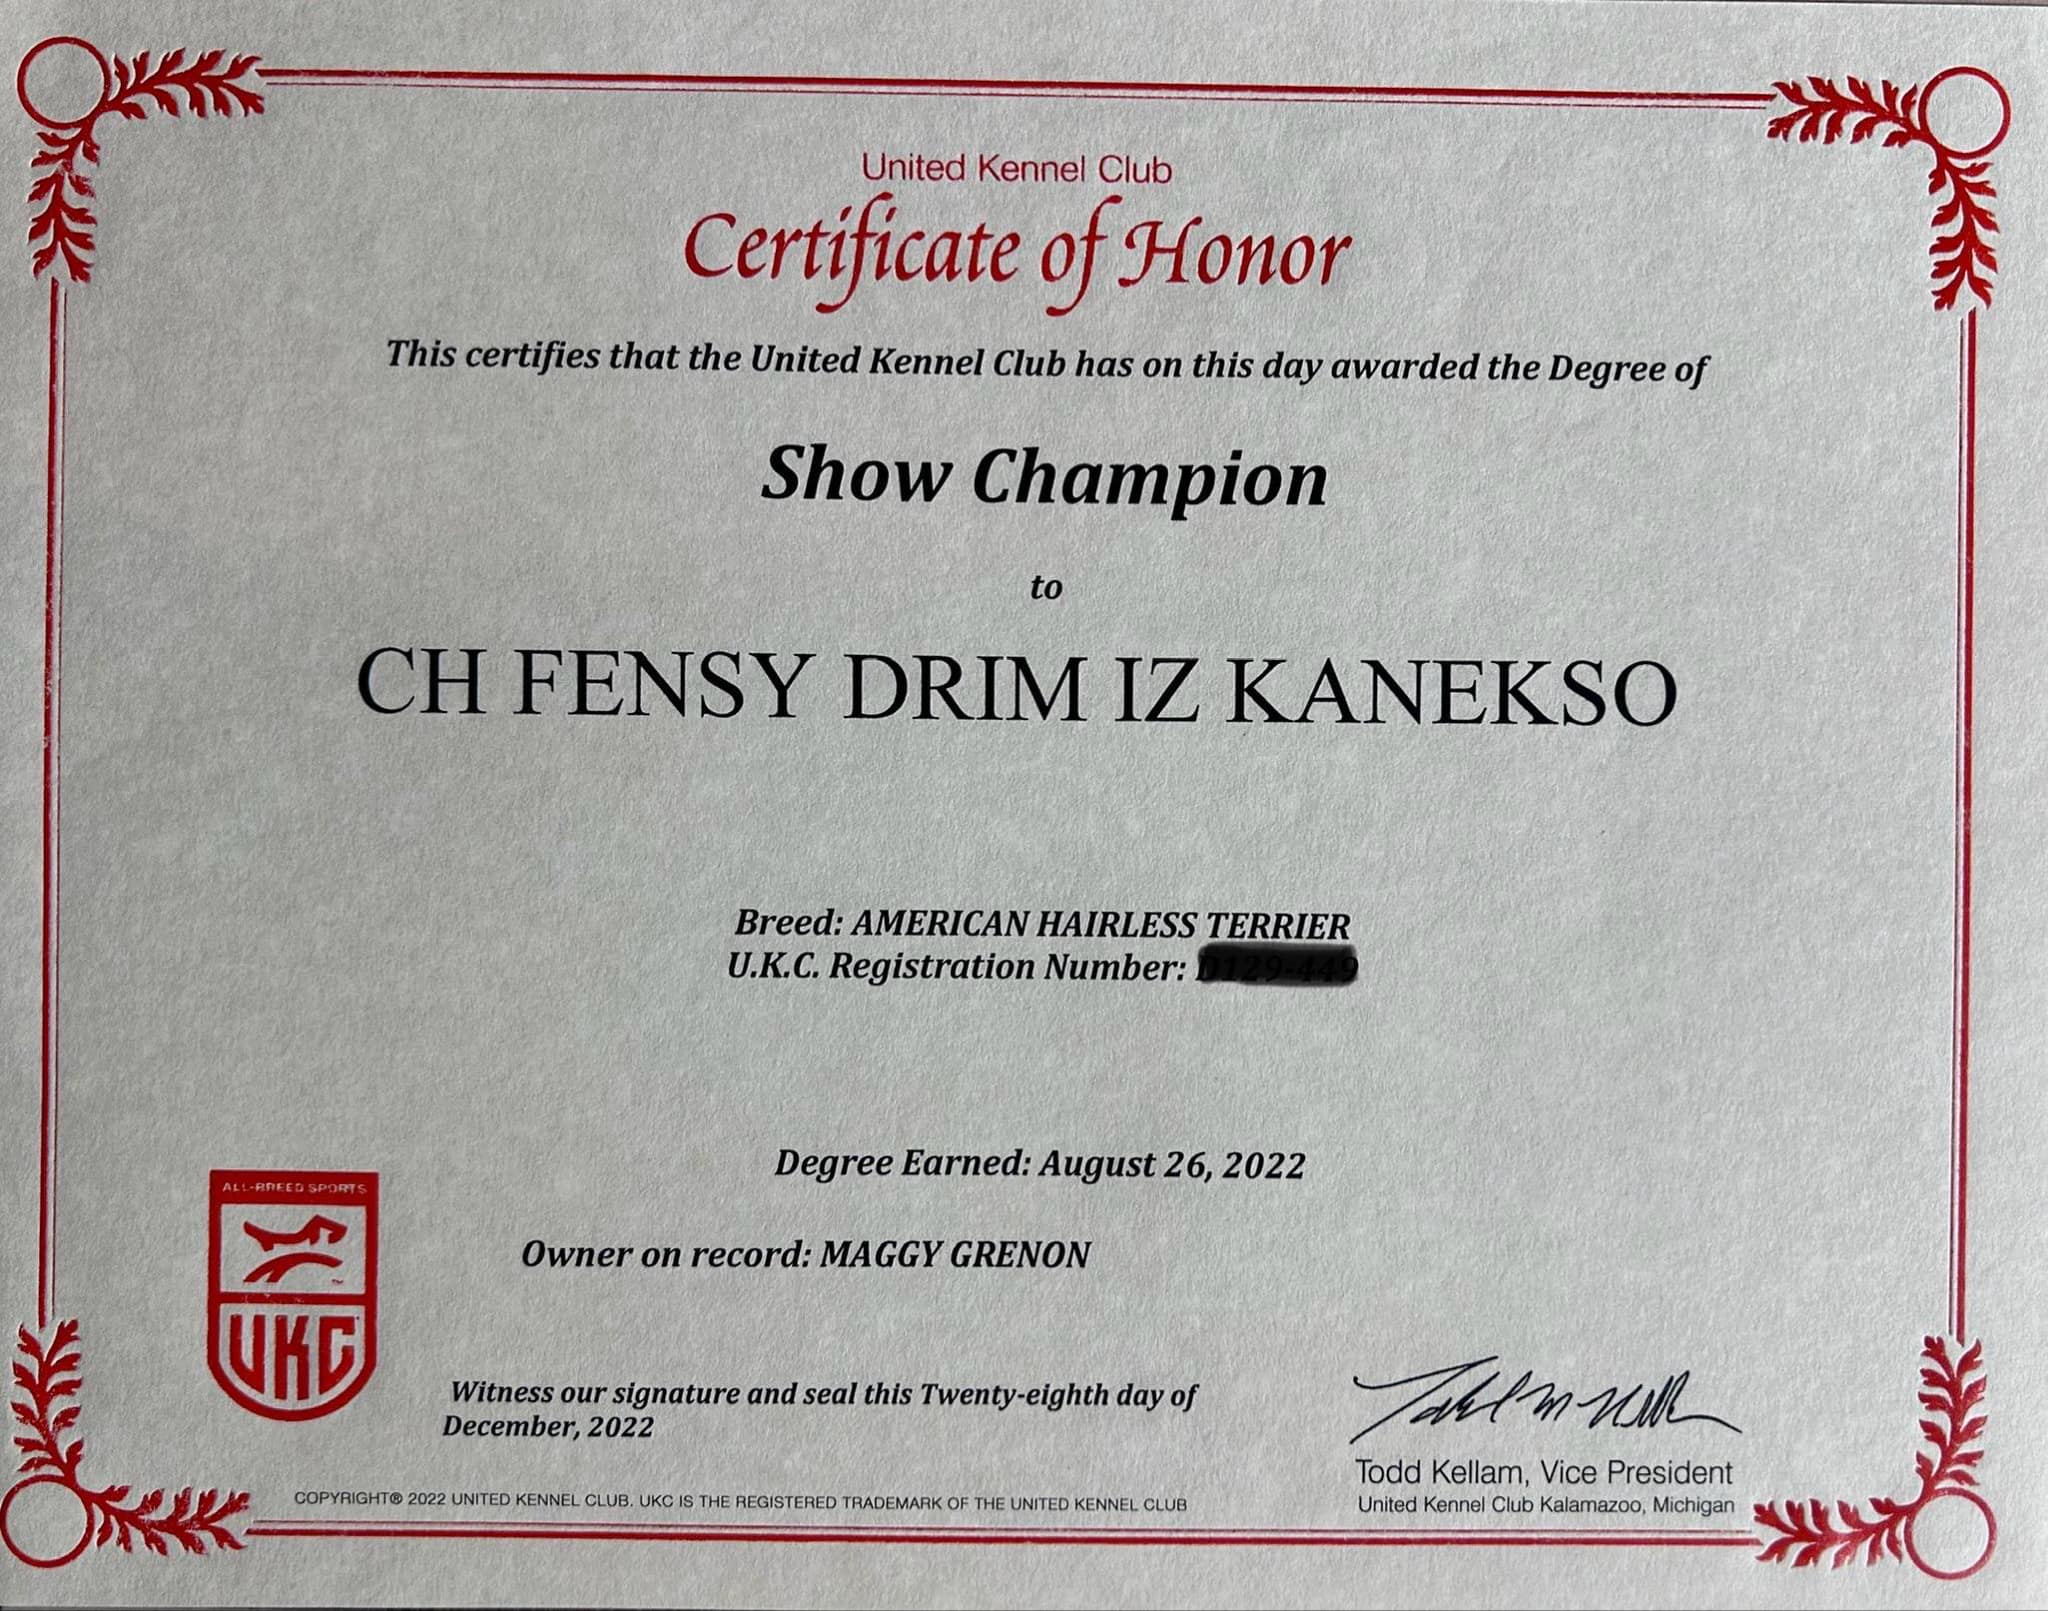 United Kennel Club
Certificate of Honor
This certifies that the United Kennel Club has on this day awarded the Degree of
Show Champion
to
CH FENSY DRIM IZ KANEKSO
Breed: AMERICAN HAIRLESS TERRIER
U.K.C. Registration Number:
Degree Earned: August 26, 2022
ALL-BREED SPORTS
UKC
Owner on record: MAGGY GRENON
Witness our signature and seal this Twenty-eighth day of
December, 2022
Todd Kellam, Vice President
United Kennel Club Kalamazoo, Michigan
COPYRIGHT® 2022 UNITED KENNEL CLUB. UKC IS THE REGISTERED TRADEMARK OF THE UNITED KENNEL CLUB